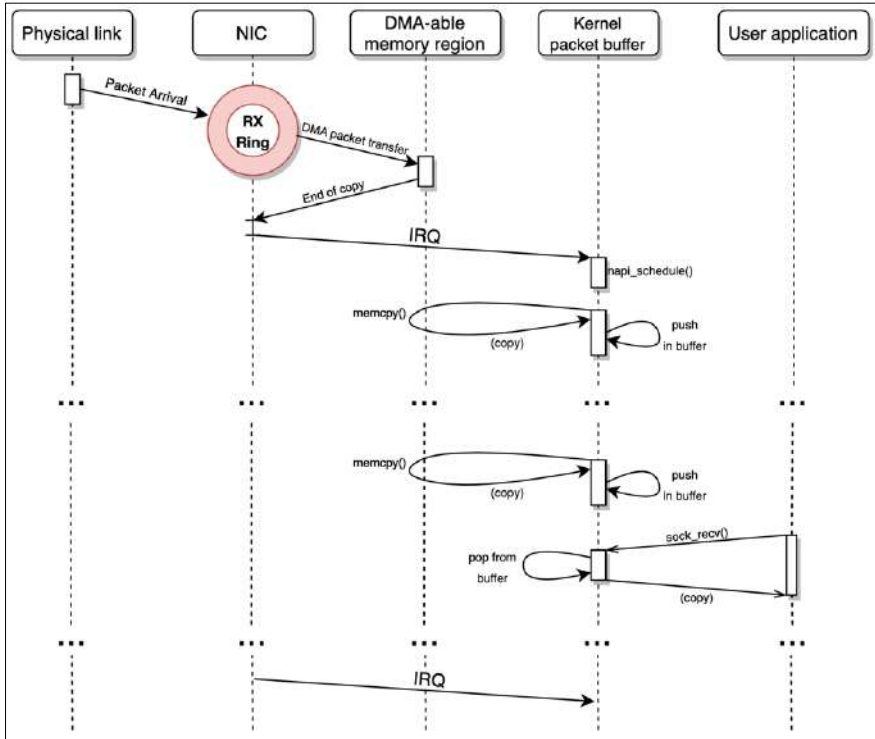 Physical link
NIC
DMA-able
memory region
Kernel
packet buffer
User application
Packet Arrival
RX
Ring
DMA packet transfer
End of copy
IRQ
napi_schedule()
memcpy()
(copy)
push
in buffer
...
...
...
...
...
memcpy()
(copy)
push
in buffer
sock_recv()
pop from
buffer
(copy)
...
...
...
...
...
IRQ